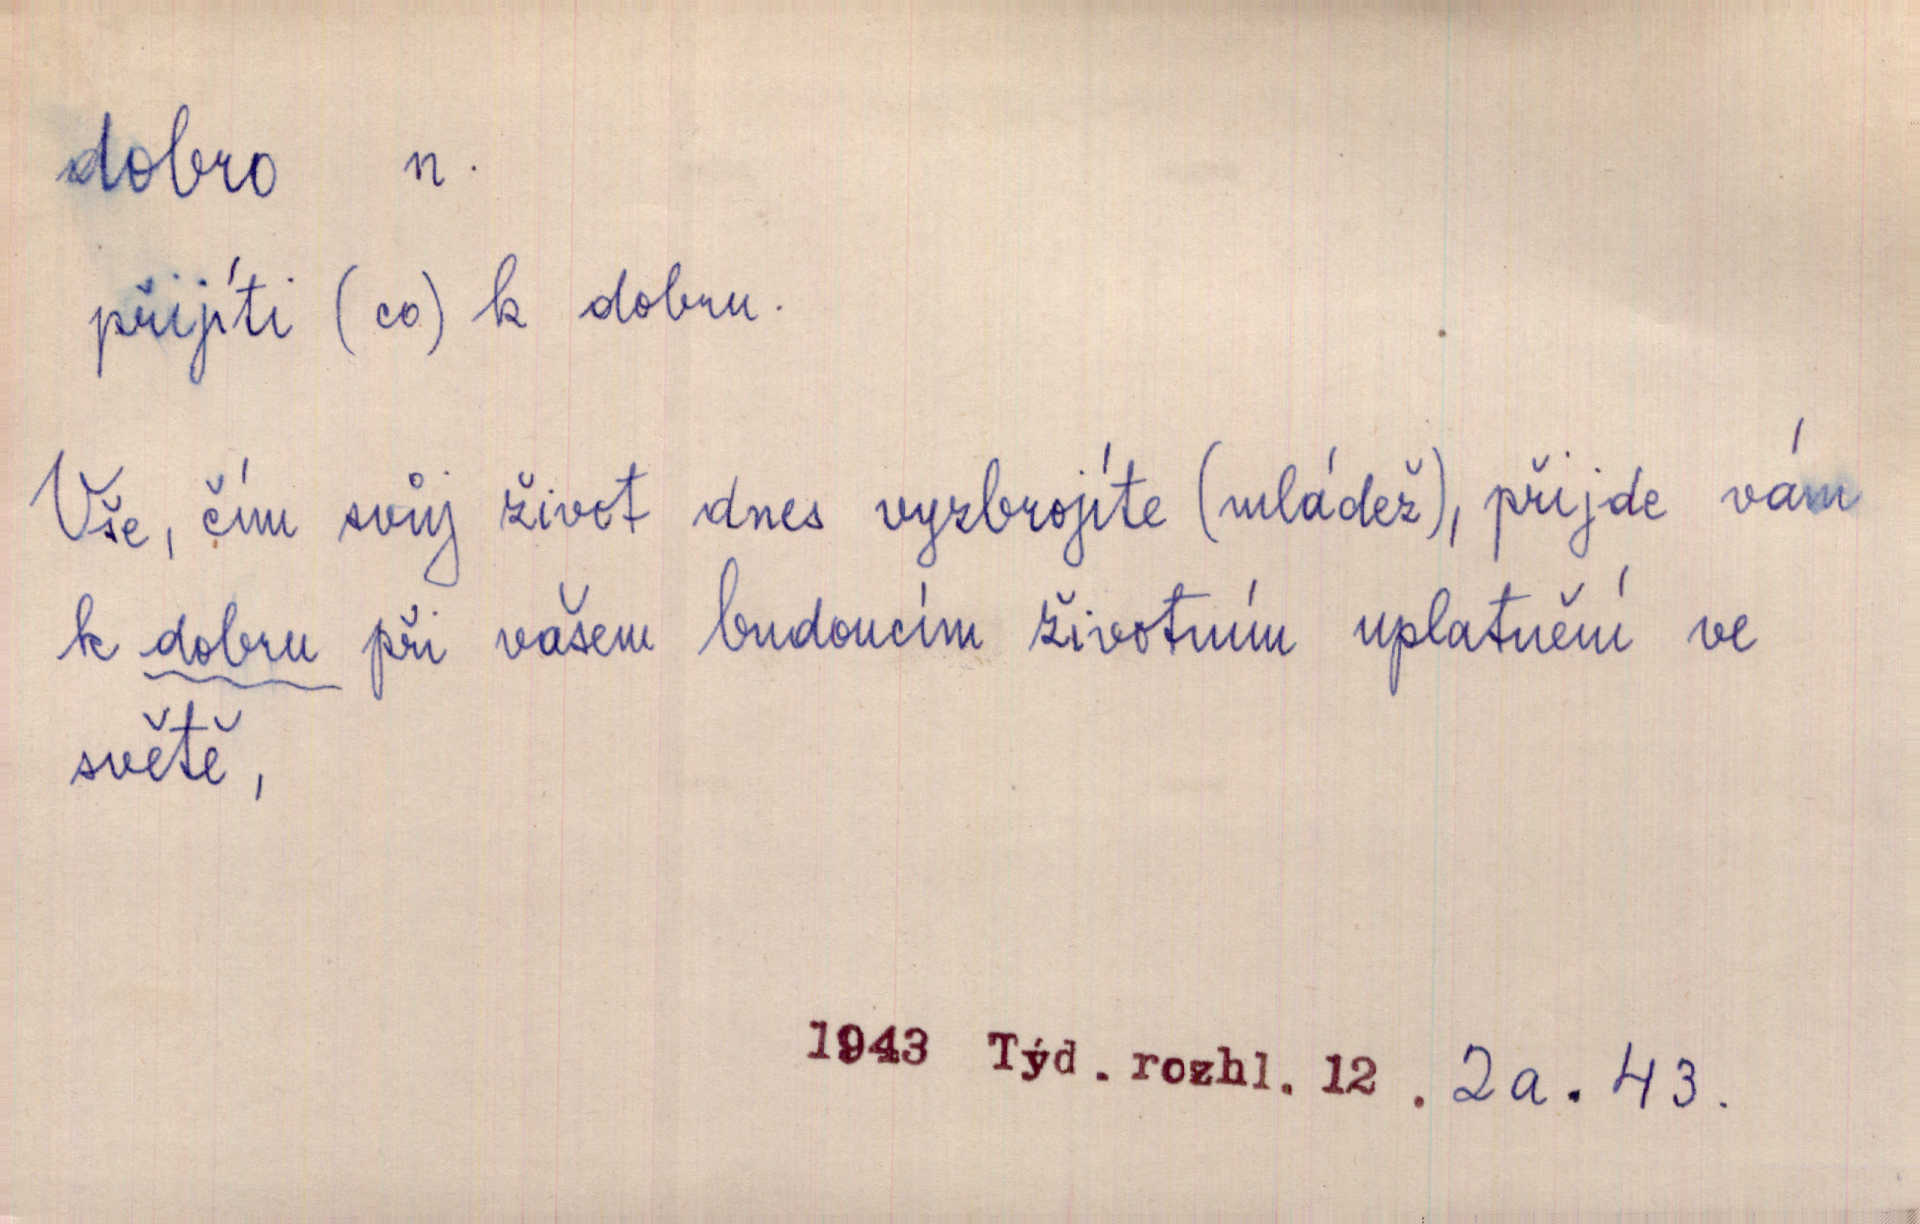 dobro n.
přijíti (co) k dobru.
Vše, čím svůj život dnes vyzbrojíte (mládež), přijde vám
k dobru při vašem budoucím životním uplatnění ve
světě,
1943 Týd. rozhl. 12. 2a. 43.